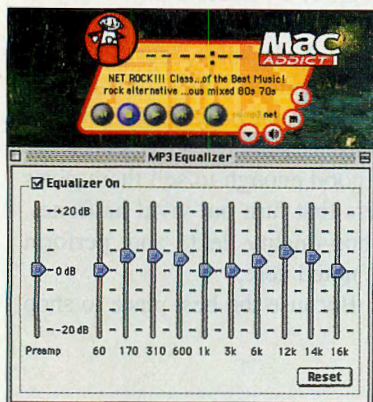 Mac
ADDICT
NET ROCK!!! Class...of the Best Music!
rock alternative ...ous mixed 80s 70s
i
net
m
MP3 Equalizer
Equalizer On
+20 dB
0 dB
-20 dB
Preamp 60 170 310 600 1k 3k 6k 12k 14k 16k
Reset